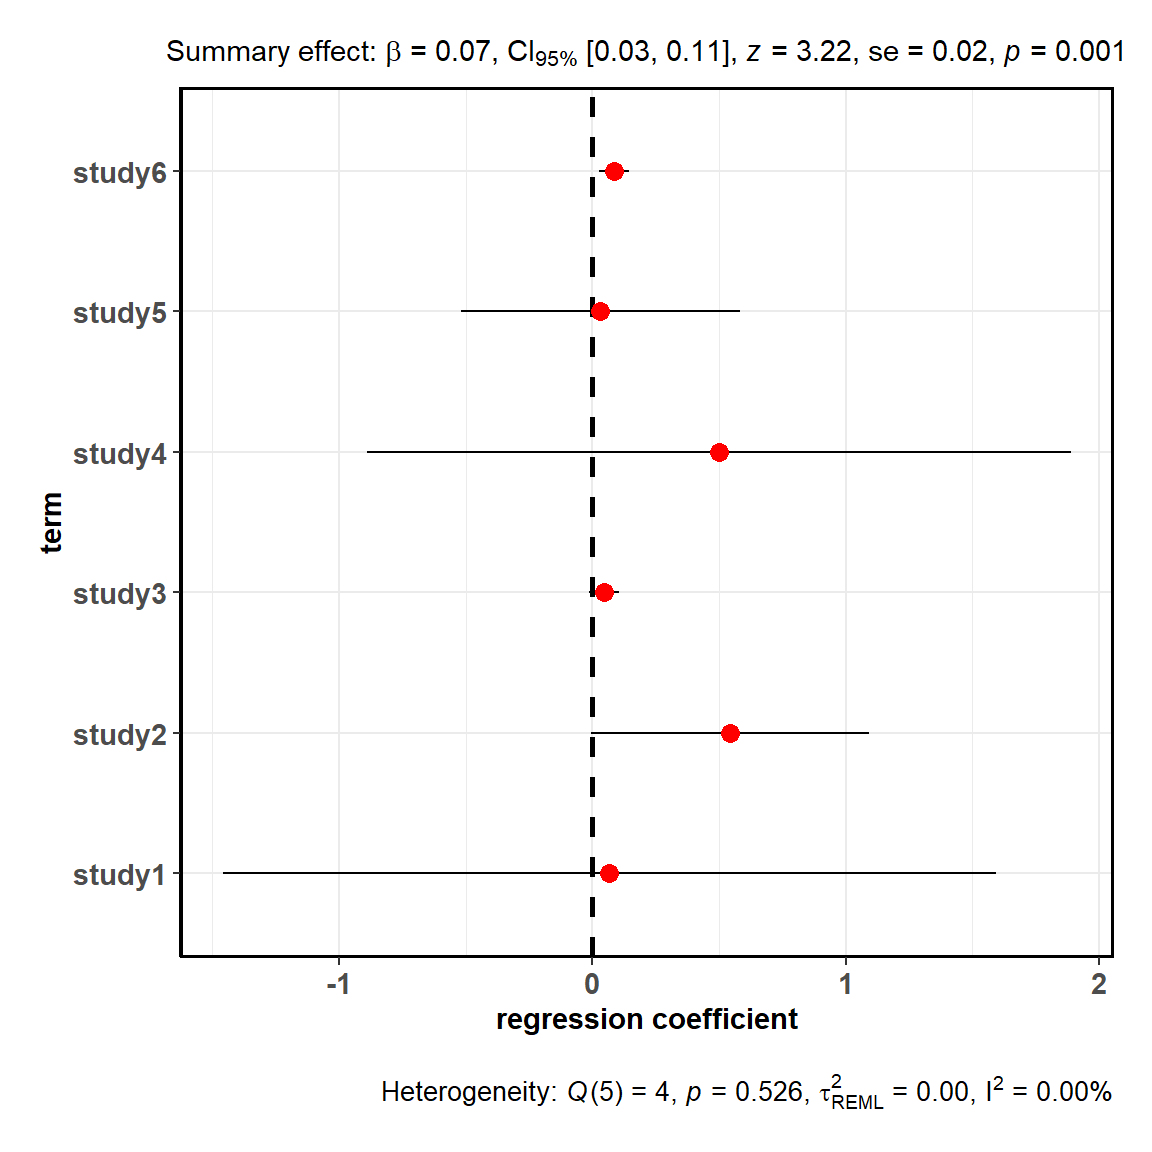 Summary effect: β = 0.07, CI95% [0.03, 0.11], z = 3.22, se = 0.02, p = 0.001
study6
study5
study4
term
study3
study2
study1
-1 0 1 2
regression coefficient
Heterogeneity: Q(5) = 4, p = 0.526, τ²REML = 0.00, I² = 0.00%